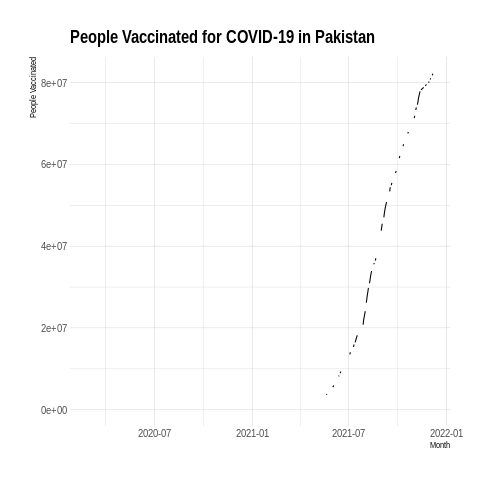 People Vaccinated for COVID-19 in Pakistan
People Vaccinated
8e+07
6e+07
4e+07
2e+07
0e+00
2020-07
2021-01
2021-07
2022-01
Month